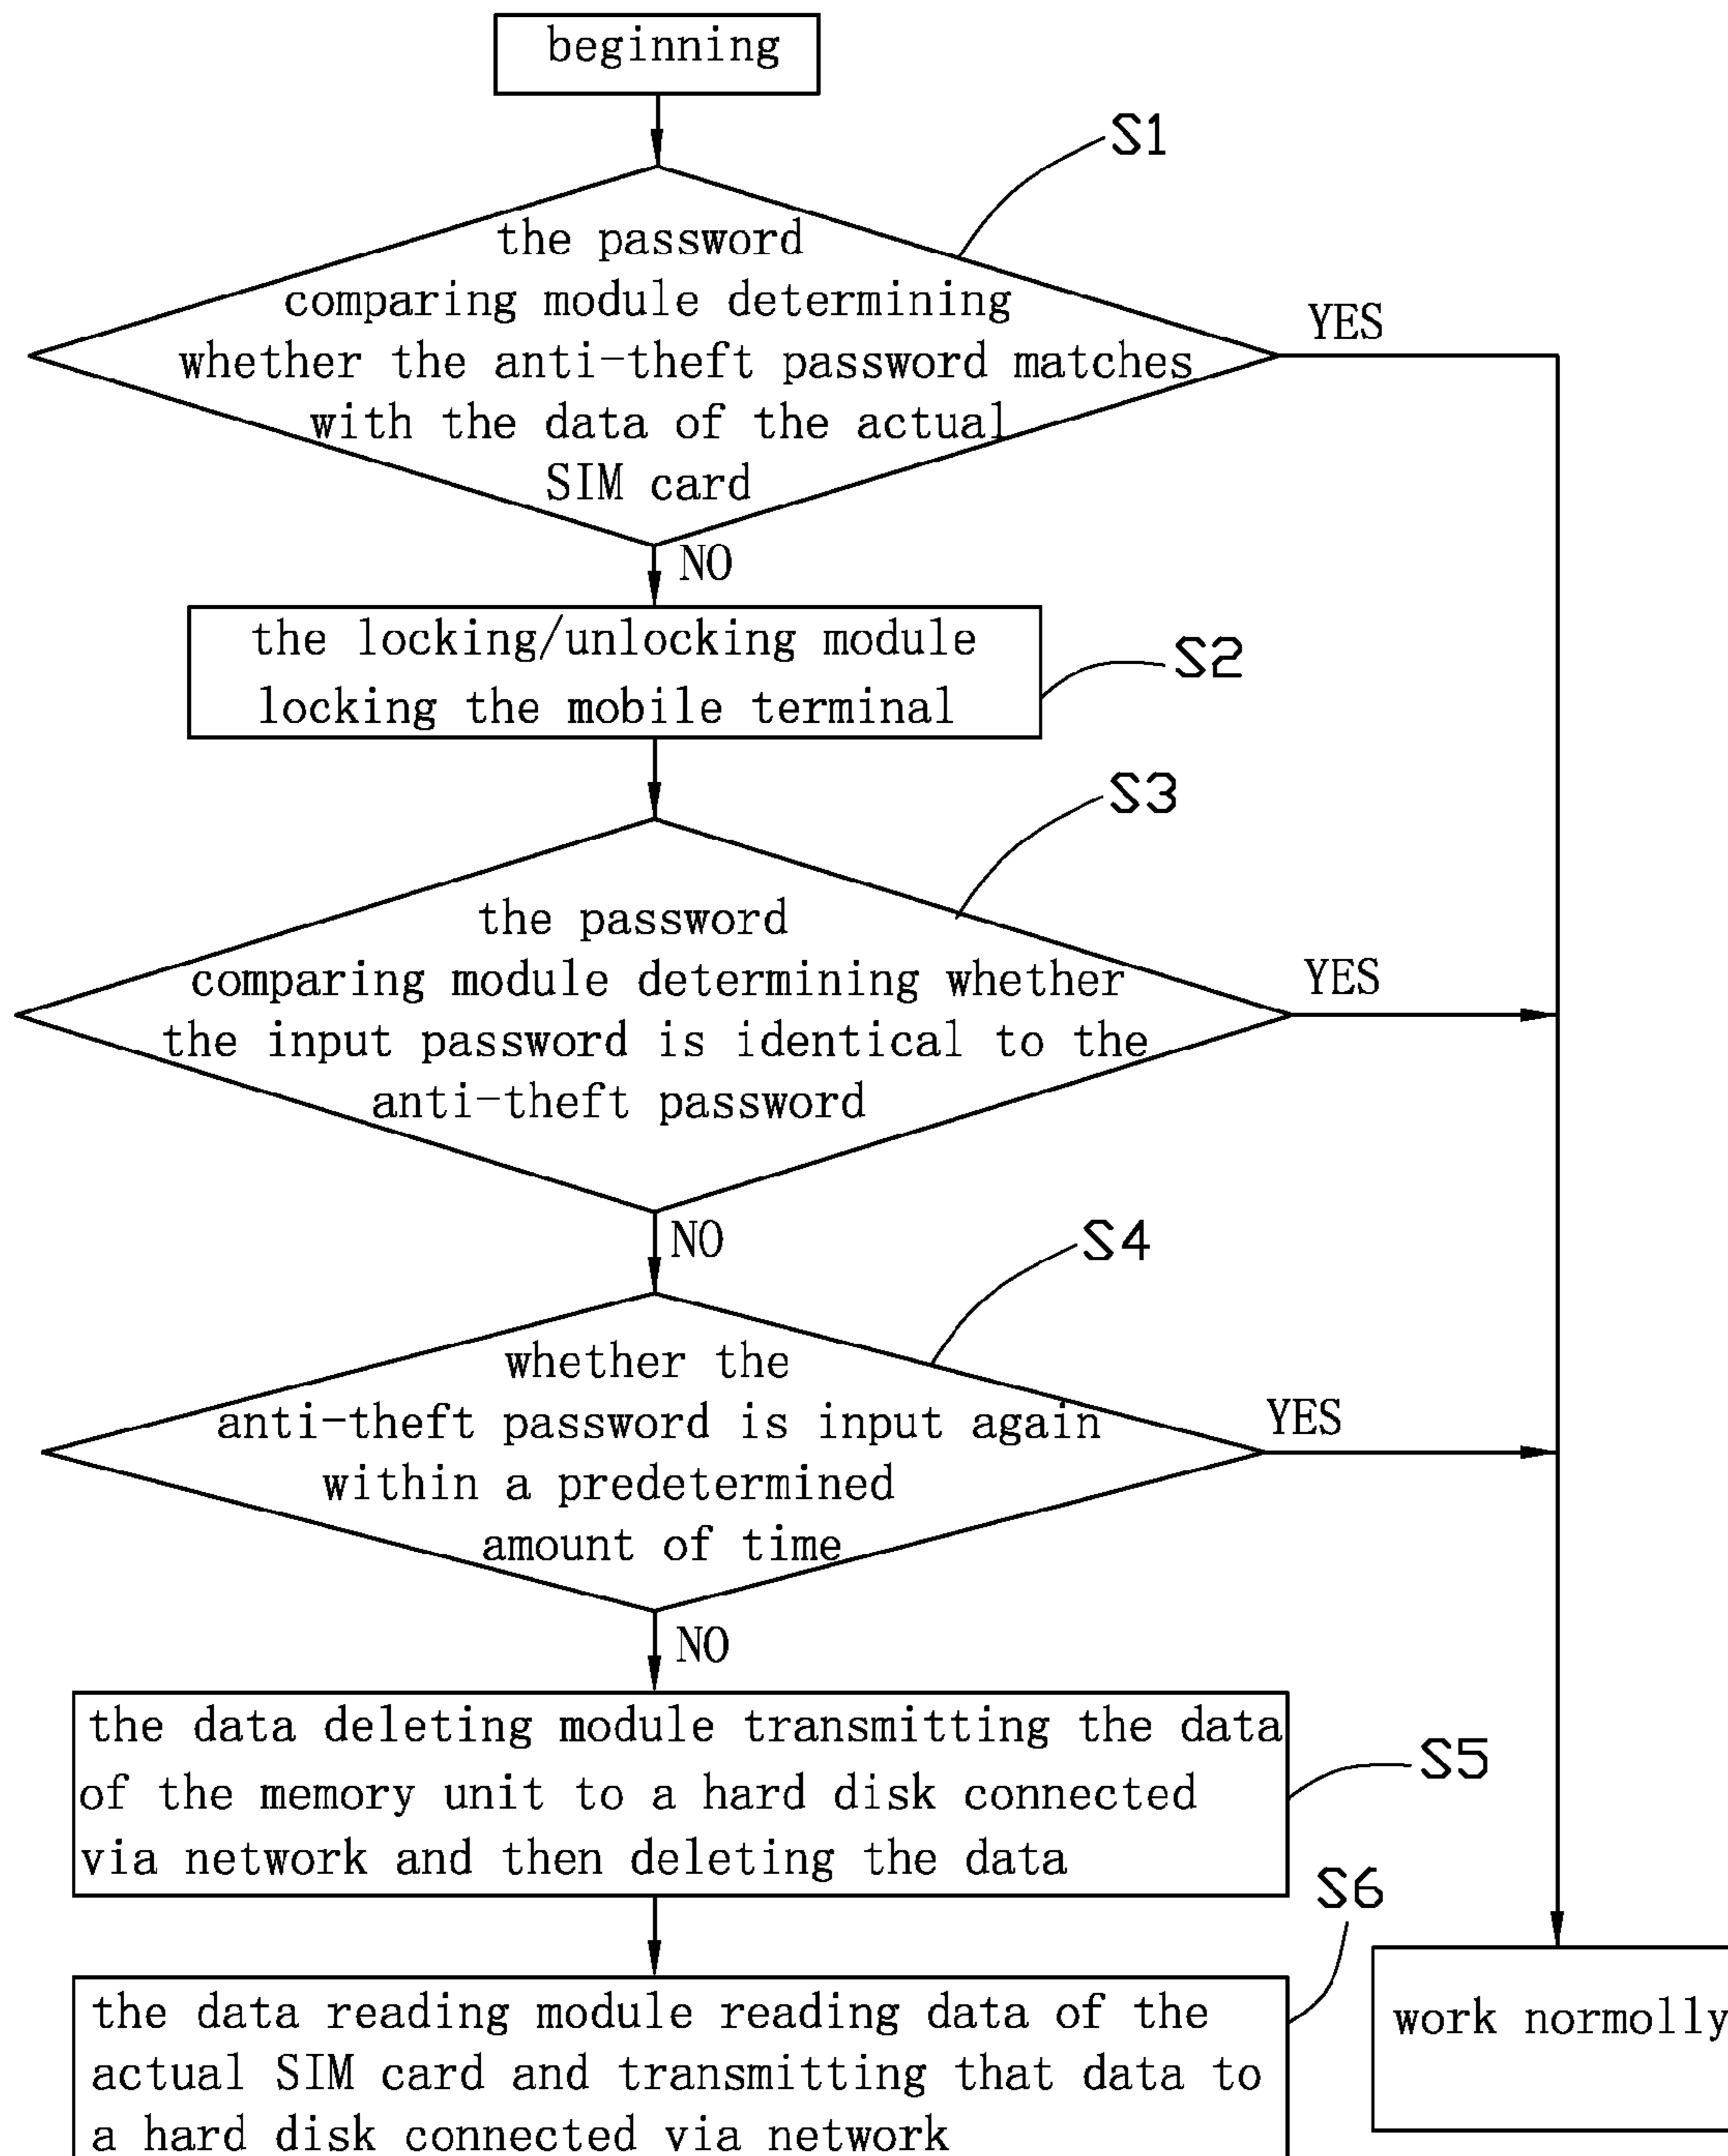 beginning
S1
the password
comparing module determining
whether the anti-theft password matches
with the data of the actual
SIM card
YES
NO
the locking/unlocking module
locking the mobile terminal
S2
S3
the password
comparing module determining whether
the input password is identical to the
anti-theft password
YES
NO
S4
whether the
anti-theft password is input again
within a predetermined
amount of time
YES
NO
the data deleting module transmitting the data
of the memory unit to a hard disk connected
via network and then deleting the data
S5
S6
the data reading module reading data of the
actual SIM card and transmitting that data to
a hard disk connected via network
work normolly